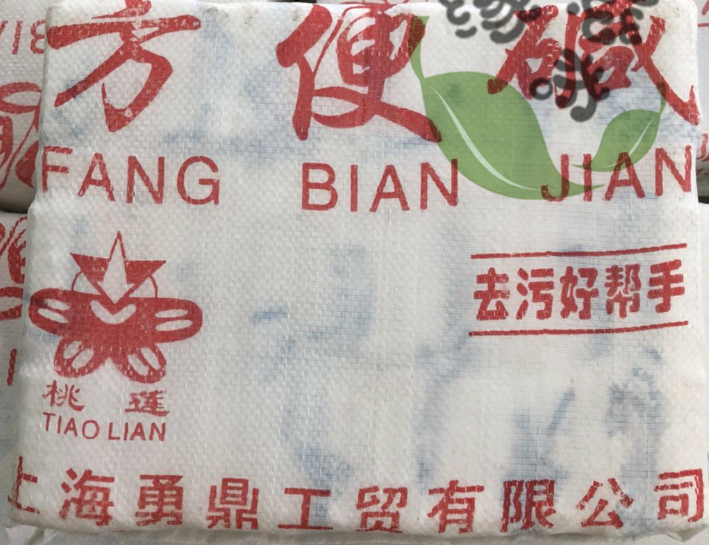 方便碱
FANG BIAN JIAN
去污好帮手
桃莲
TIAO LIAN
上海勇鼎工贸有限公司